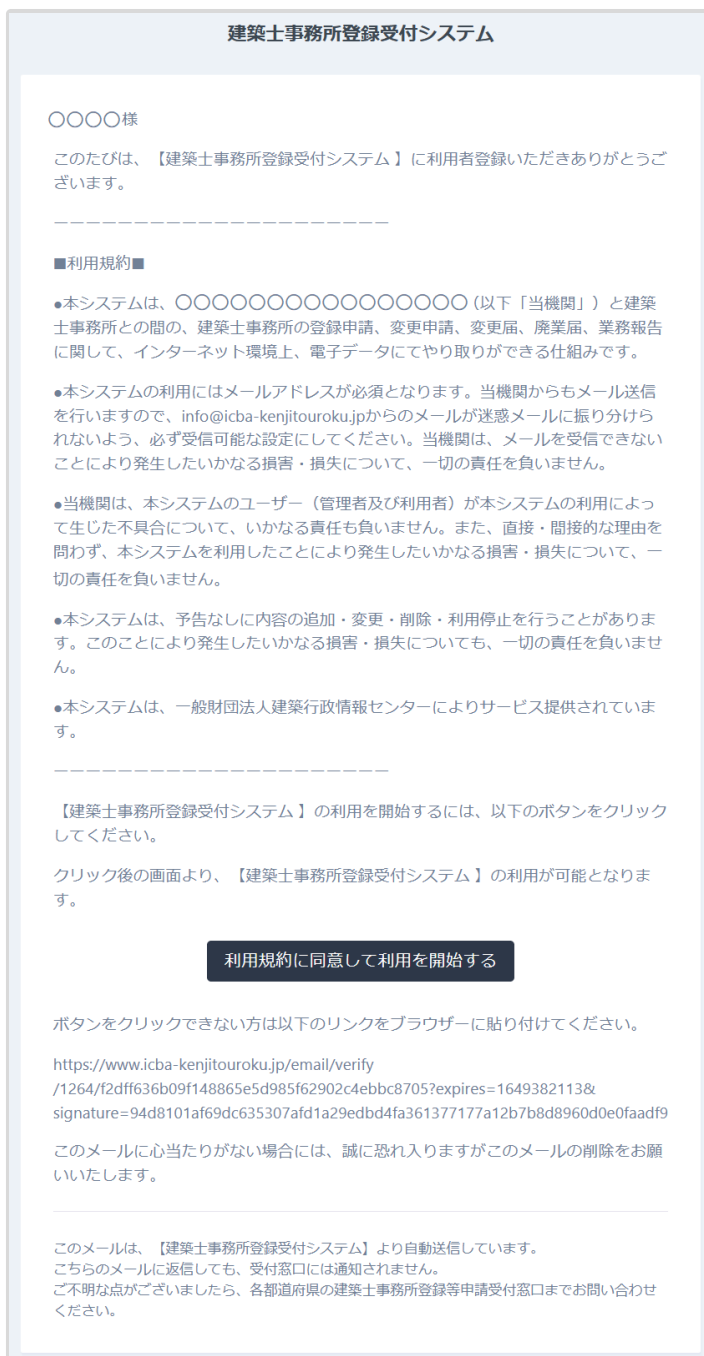 建築士事務所登録受付システム
〇〇〇〇様
このたびは、【建築士事務所登録受付システム 】に利用者登録いただきありがとうご
ざいます。
ーーーーーーーーーーーーーーーーーーーーー
■利用規約■
●本システムは、〇〇〇〇〇〇〇〇〇〇〇〇〇〇〇〇(以下「当機関」）と建築
士事務所との間の、建築士事務所の登録申請、変更申請、変更届、廃業届、業務報告
に関して、インターネット環境上、電子データにてやり取りができる仕組みです。
●本システムの利用にはメールアドレスが必須となります。当機関からもメール送信
を行いますので、info@icba-kenjitouroku.jpからのメールが迷惑メールに振り分けら
れないよう、必ず受信可能な設定にしてください。当機関は、メールを受信できない
ことにより発生したいかなる損害・損失について、一切の責任を負いません。
●当機関は、本システムのユーザー（管理者及び利用者）が本システムの利用によっ
て生じた不具合について、いかなる責任も負いません。また、直接・間接的な理由を
問わず、本システムを利用したことにより発生したいかなる損害・損失について、一
切の責任を負いません。
●本システムは、予告なしに内容の追加・変更・削除・利用停止を行うことがありま
す。このことにより発生したいかなる損害・損失についても、一切の責任を負いませ
ん。
●本システムは、一般財団法人建築行政情報センターによりサービス提供されていま
す。
ーーーーーーーーーーーーーーーーーーーーー
【建築士事務所登録受付システム 】の利用を開始するには、以下のボタンをクリック
してください。
クリック後の画面より、【建築士事務所登録受付システム 】の利用が可能となりま
す。
利用規約に同意して利用を開始する
ボタンをクリックできない方は以下のリンクをブラウザーに貼り付けてください。
https://www.icba-kenjitouroku.jp/email/verify
/1264/f2dff636b09f148865e5d985f62902c4ebbc8705?expires=1649382113&
signature=94d8101af69dc635307afd1a29edbd4fa361377177a12b7b8d8960d0e0faadf9
このメールに心当たりがない場合には、誠に恐れ入りますがこのメールの削除をお願
いいたします。
このメールは、【建築士事務所登録受付システム】より自動送信しています。
こちらのメールに返信しても、受付窓口には通知されません。
ご不明な点がございましたら、各都道府県の建築士事務所登録等申請受付窓口までお問い合わせ
ください。